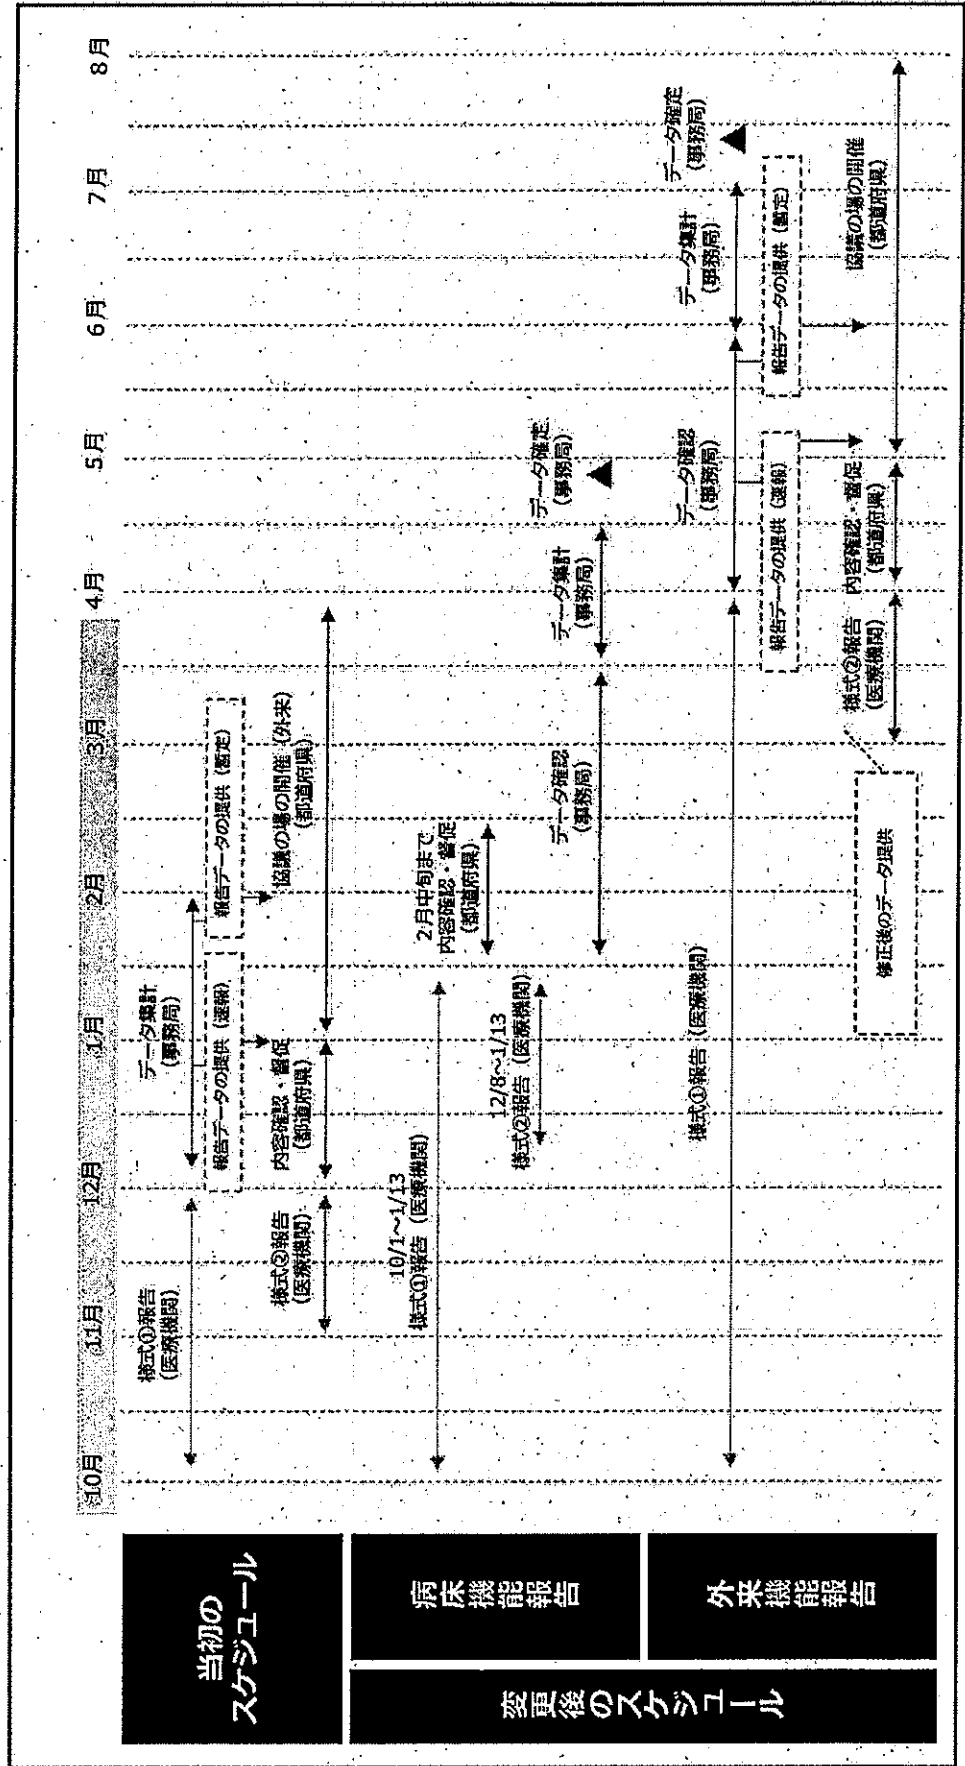 10月
11月
12月
1月
2月
3月
4月
5月
6月
7月
8月
当初の
スケジュール
様式①報告
（医療機関）
データ集計
（事務局）
報告データの提供（速報）
報告データの提供（暫定）
様式②報告
（医療機関）
内容確認・督促
（都道府県）
協議の場の開催（外来）
（都道府県）
変更後のスケジュール
病床機能報告
10/1～1/13
様式①報告（医療機関）
2月中旬まで
内容確認・督促
（都道府県）
12/8～1/13
様式②報告（医療機関）
データ確認
（事務局）
データ集計
（事務局）
データ確定
（事務局）
外来機能報告
様式①報告（医療機関）
データ確認
（事務局）
データ集計
（事務局）
データ確定
（事務局）
報告データの提供（速報）
報告データの提供（暫定）
修正後のデータ提供
様式②報告
（医療機関）
内容確認・督促
（都道府県）
協議の場の開催
（都道府県）